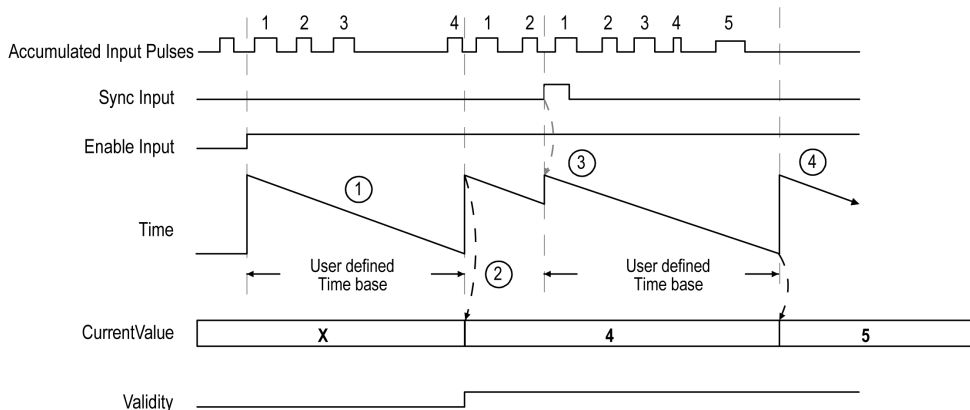 1 2 3 4 1 2 1 2 3 4 5
Accumulated Input Pulses
Sync Input
Enable Input
1
3
4
Time
User defined
Time base
2
User defined
Time base
CurrentValue
X 4 5
Validity